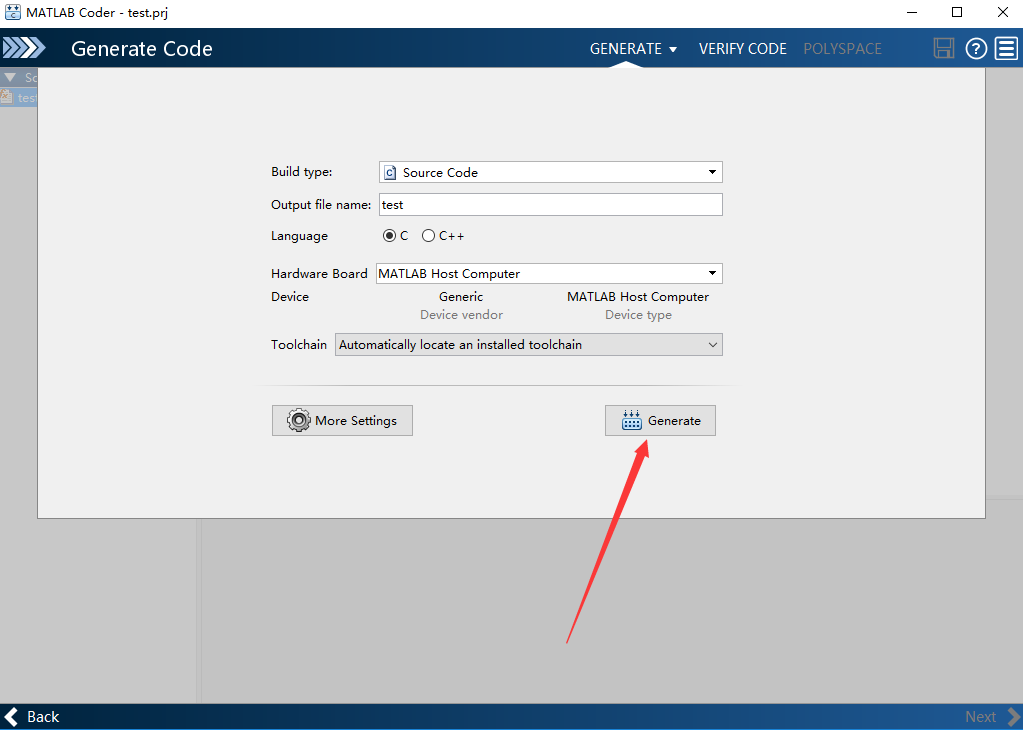 MATLAB Coder - test.prj
Generate Code
GENERATE
VERIFY CODE
POLYSPACE
Sc
test
Build type:
Source Code
Output file name:
test
Language
C
C++
Hardware Board
MATLAB Host Computer
Device
Generic
MATLAB Host Computer
Device vendor
Device type
Toolchain
Automatically locate an installed toolchain
More Settings
Generate
Back
Next